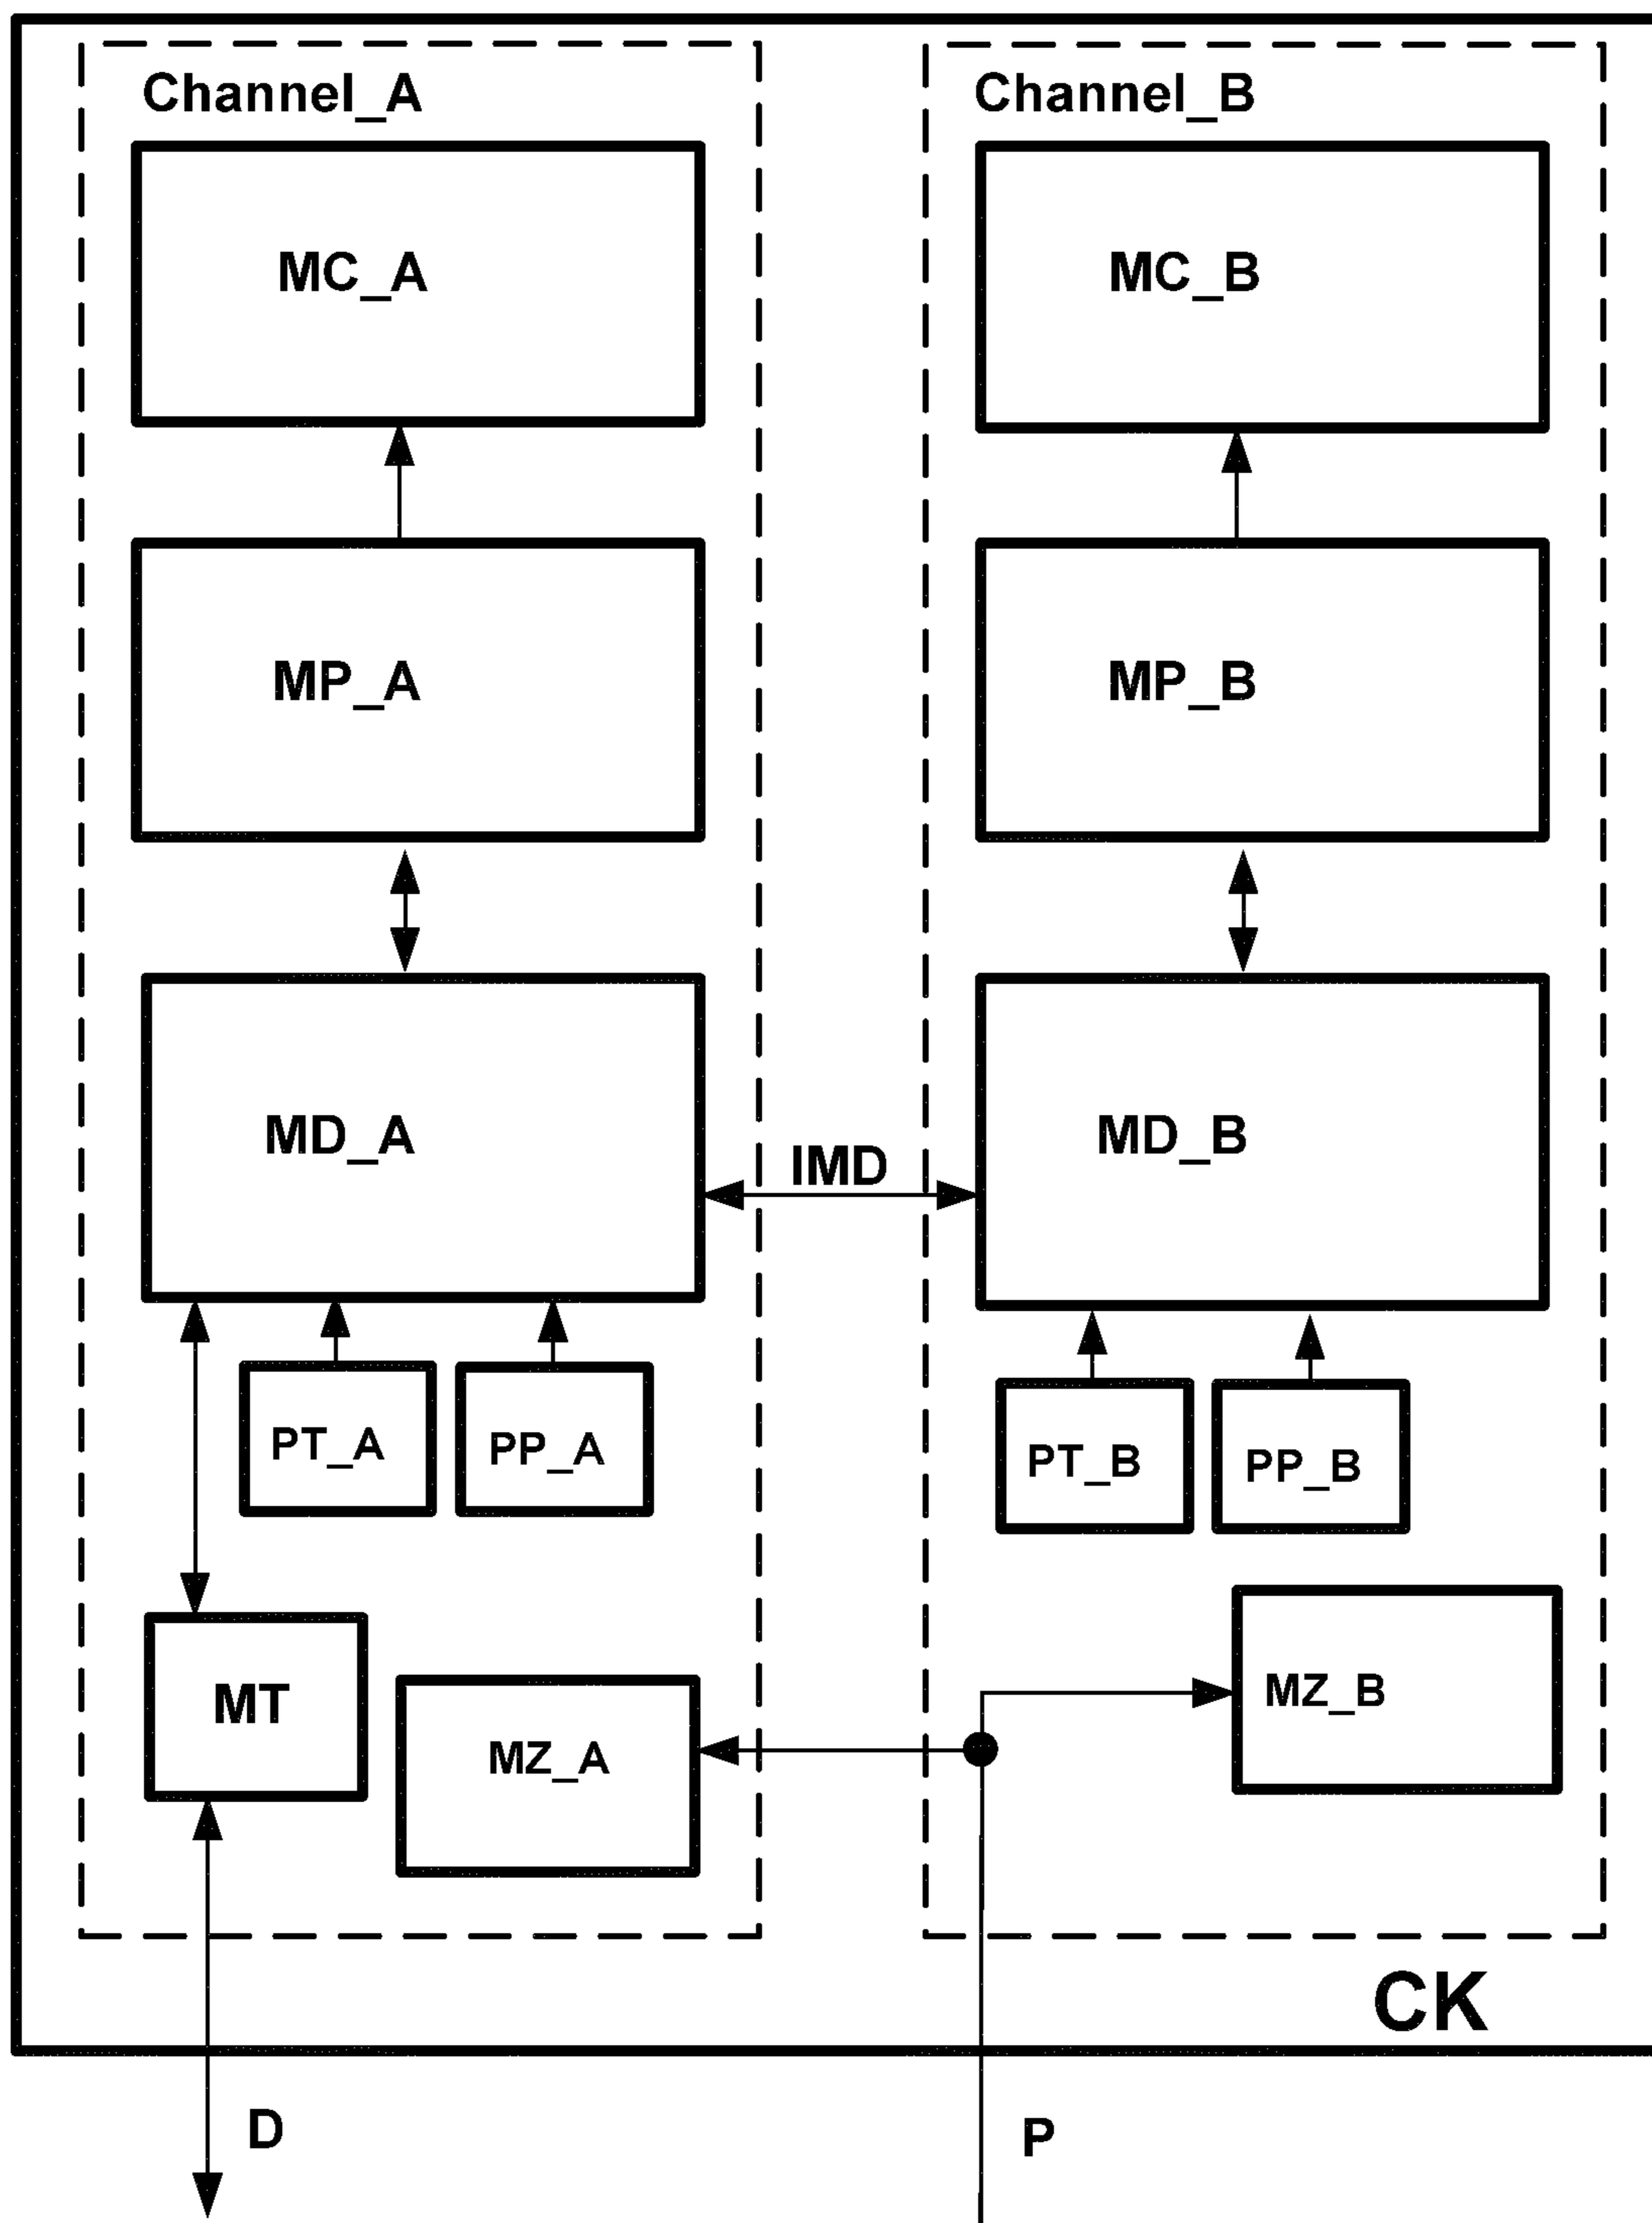 Channel_A
Channel_B
MC_A
MC_B
MP_A
MP_B
MD_A
MD_B
IMD
PT_A
PP_A
PT_B
PP_B
MT
MZ_A
MZ_B
CK
D
P